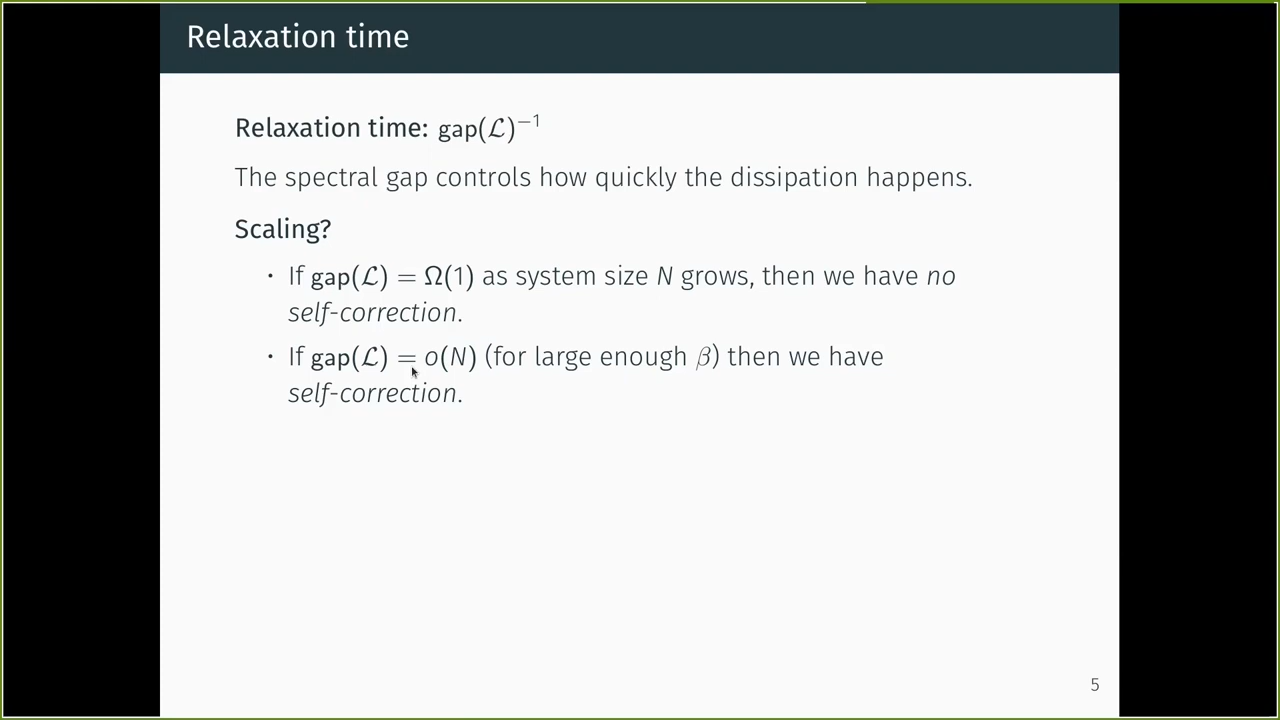 Relaxation time
Relaxation time: gap(ℒ)⁻¹
The spectral gap controls how quickly the dissipation happens.
Scaling?
· If gap(ℒ) = Ω(1) as system size N grows, then we have no
self-correction.
· If gap(ℒ) = o(N) (for large enough β) then we have
self-correction.
5